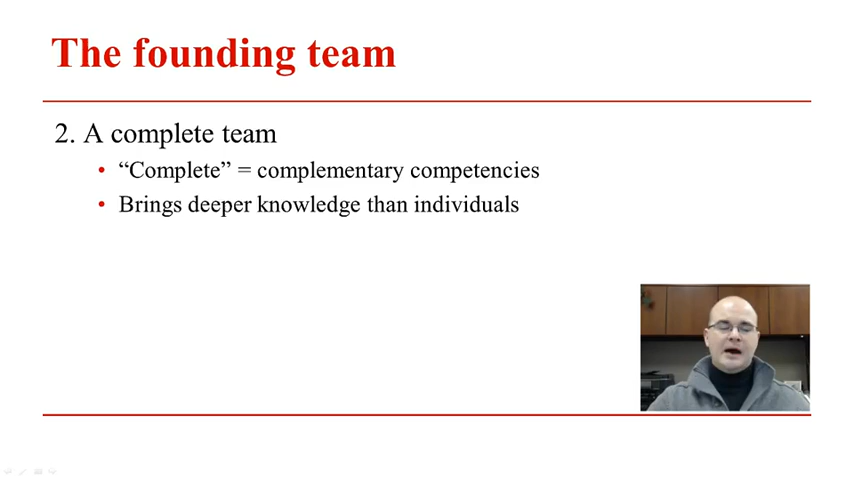 The founding team
2. A complete team
• “Complete” = complementary competencies
• Brings deeper knowledge than individuals